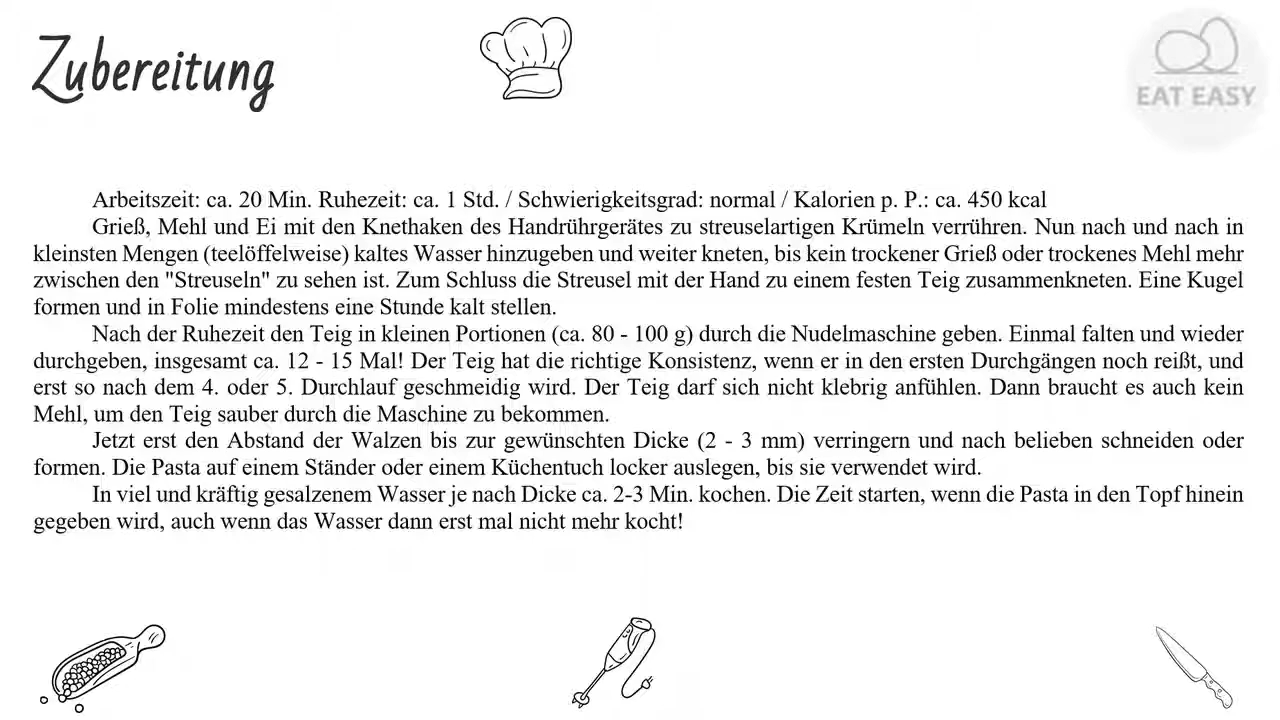 Zubereitung
EAT EASY
Arbeitszeit: ca. 20 Min. Ruhezeit: ca. 1 Std. / Schwierigkeitsgrad: normal / Kalorien p. P.: ca. 450 kcal
Grieß, Mehl und Ei mit den Knethaken des Handrührgerätes zu streuselartigen Krümeln verrühren. Nun nach und nach in
kleinsten Mengen (teelöffelweise) kaltes Wasser hinzugeben und weiter kneten, bis kein trockener Grieß oder trockenes Mehl mehr
zwischen den "Streuseln" zu sehen ist. Zum Schluss die Streusel mit der Hand zu einem festen Teig zusammenkneten. Eine Kugel
formen und in Folie mindestens eine Stunde kalt stellen.
Nach der Ruhezeit den Teig in kleinen Portionen (ca. 80 - 100 g) durch die Nudelmaschine geben. Einmal falten und wieder
durchgeben, insgesamt ca. 12 - 15 Mal! Der Teig hat die richtige Konsistenz, wenn er in den ersten Durchgängen noch reißt, und
erst so nach dem 4. oder 5. Durchlauf geschmeidig wird. Der Teig darf sich nicht klebrig anfühlen. Dann braucht es auch kein
Mehl, um den Teig sauber durch die Maschine zu bekommen.
Jetzt erst den Abstand der Walzen bis zur gewünschten Dicke (2 - 3 mm) verringern und nach belieben schneiden oder
formen. Die Pasta auf einem Ständer oder einem Küchentuch locker auslegen, bis sie verwendet wird.
In viel und kräftig gesalzenem Wasser je nach Dicke ca. 2-3 Min. kochen. Die Zeit starten, wenn die Pasta in den Topf hinein
gegeben wird, auch wenn das Wasser dann erst mal nicht mehr kocht!